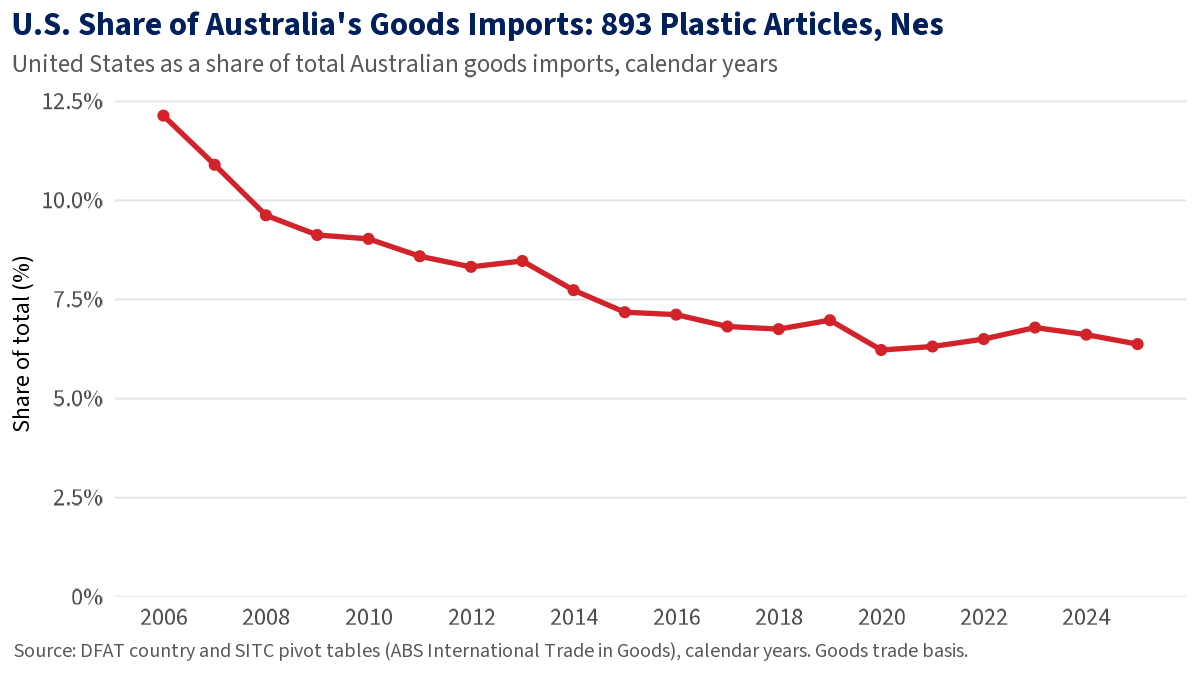 U.S. Share of Australia's Goods Imports: 893 Plastic Articles, Nes
United States as a share of total Australian goods imports, calendar years
Share of total (%)
12.5%
10.0%
7.5%
5.0%
2.5%
0%
2006 2008 2010 2012 2014 2016 2018 2020 2022 2024
Source: DFAT country and SITC pivot tables (ABS International Trade in Goods), calendar years. Goods trade basis.